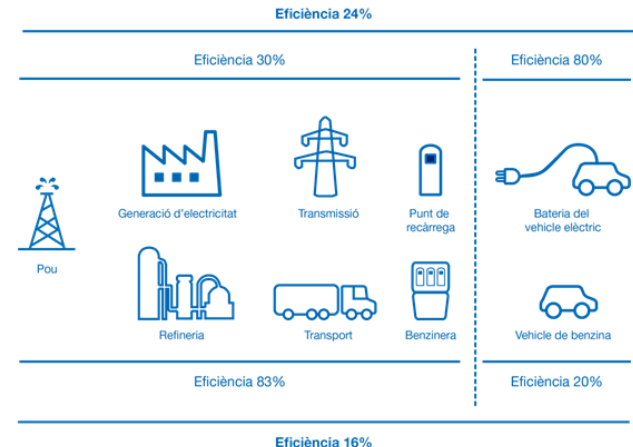 Eficiència 24%
Eficiència 30%
Eficiència 80%
Generació d'electricitat
Transmissió
Punt de
recàrrega
Bateria del
vehicle elèctric
Pou
Refineria
Transport
Benzinera
Vehicle de benzina
Eficiència 83%
Eficiència 20%
Eficiència 16%